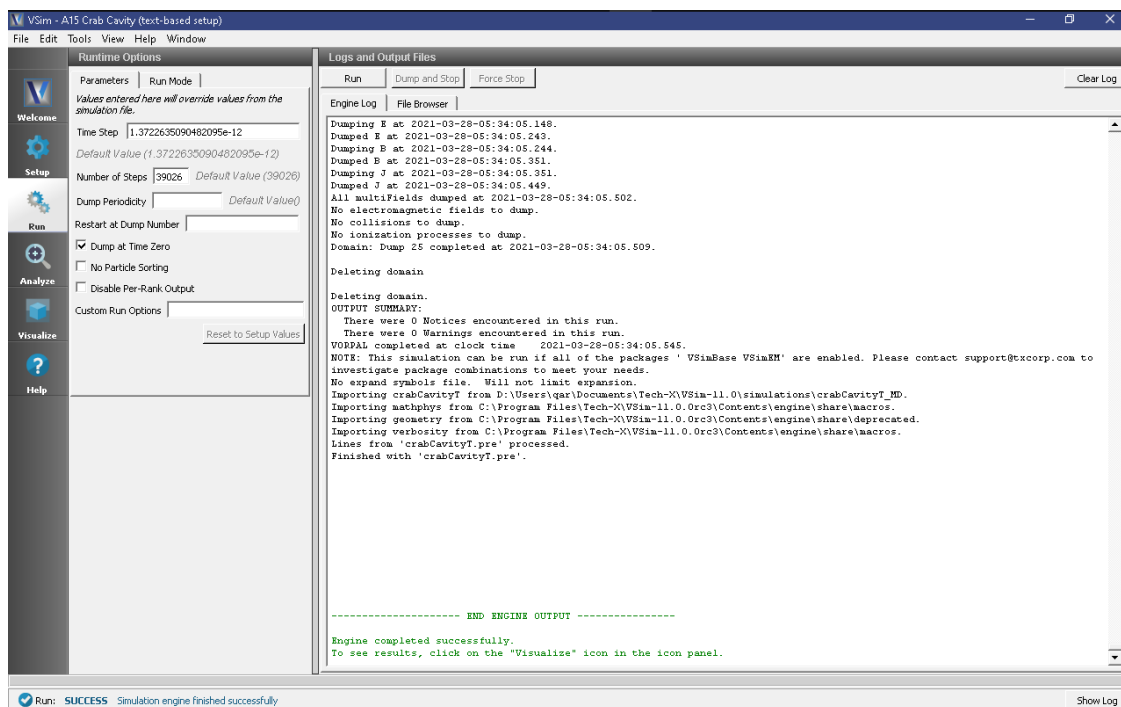 VSim - A15 Crab Cavity (text-based setup)
File Edit Tools View Help Window
Welcome
Setup
Run
Analyze
Visualize
Help
Runtime Options
Parameters Run Mode
Values entered here will override values from the
simulation file.
Time Step 1.3722635090482095e-12
Default Value (1.3722635090482095e-12)
Number of Steps 39026 Default Value (39026)
Dump Periodicity Default Value()
Restart at Dump Number
Dump at Time Zero
No Particle Sorting
Disable Per-Rank Output
Custom Run Options
Reset to Setup Values
Logs and Output Files
Run Dump and Stop Force Stop Clear Log
Engine Log File Browser
Dumping E at 2021-03-28-05:34:05.148.
Dumped E at 2021-03-28-05:34:05.243.
Dumping B at 2021-03-28-05:34:05.244.
Dumped B at 2021-03-28-05:34:05.351.
Dumping J at 2021-03-28-05:34:05.351.
Dumped J at 2021-03-28-05:34:05.449.
All multiFields dumped at 2021-03-28-05:34:05.502.
No electromagnetic fields to dump.
No collisions to dump.
No ionization processes to dump.
Domain: Dump 25 completed at 2021-03-28-05:34:05.509.
Deleting domain
Deleting domain.
OUTPUT SUMMARY:
There were 0 Notices encountered in this run.
There were 0 Warnings encountered in this run.
VORPAL completed at clock time 2021-03-28-05:34:05.545.
NOTE: This simulation can be run if all of the packages ' VSimBase VSimEM' are enabled. Please contact support@txcorp.com to
investigate package combinations to meet your needs.
No expand symbols file. Will not limit expansion.
Importing crabCavityT from D:\Users\qar\Documents\Tech-X\VSim-11.0\simulations\crabCavityT_MD.
Importing mathphys from C:\Program Files\Tech-X\VSim-11.0.0rc3\Contents\engine\share\macros.
Importing geometry from C:\Program Files\Tech-X\VSim-11.0.0rc3\Contents\engine\share\deprecated.
Importing verbosity from C:\Program Files\Tech-X\VSim-11.0.0rc3\Contents\engine\share\macros.
Lines from 'crabCavityT.pre' processed.
Finished with 'crabCavityT.pre'.
--------------------- END ENGINE OUTPUT ---------------
Engine completed successfully.
To see results, click on the "Visualize" icon in the icon panel.
Run: SUCCESS Simulation engine finished successfully Show Log